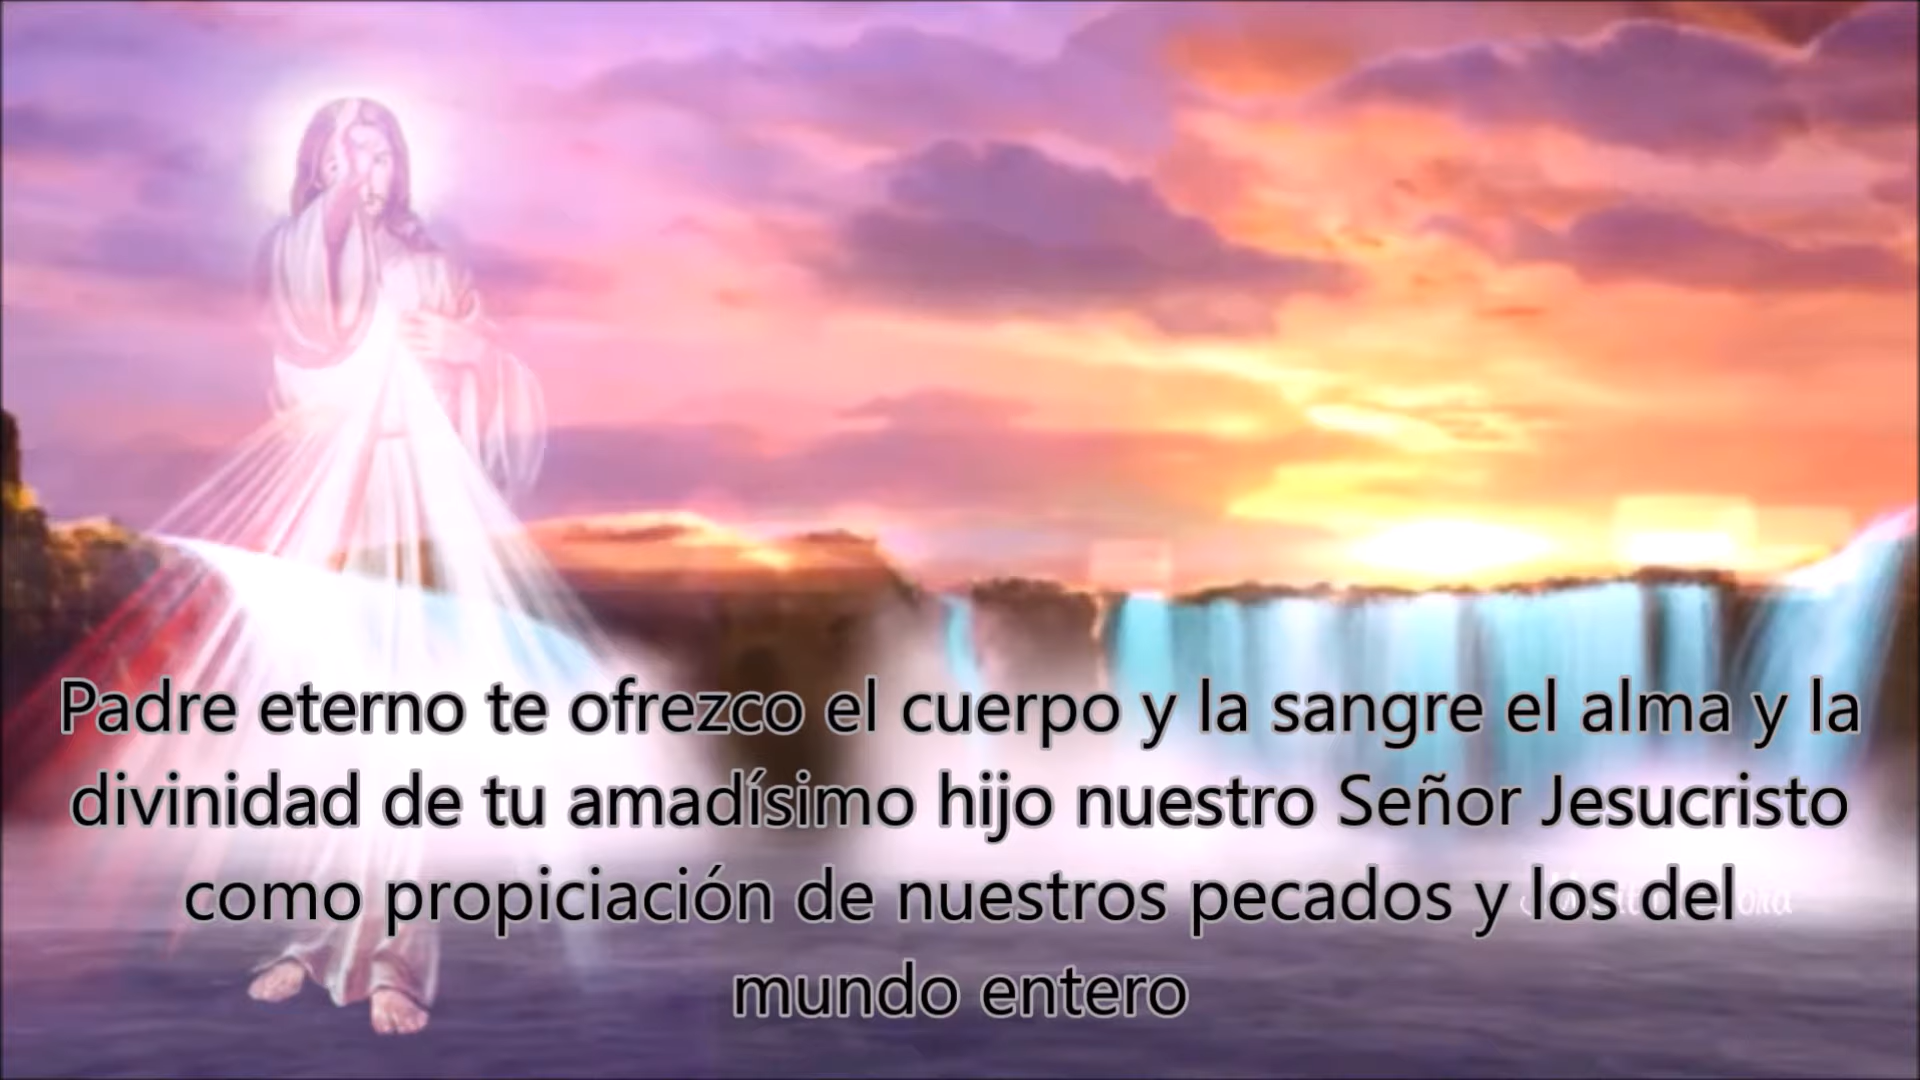 Padre eterno te ofrezco el cuerpo y la sangre el alma y la
divinidad de tu amadísimo hijo nuestro Señor Jesucristo
como propiciación de nuestros pecados y los del
mundo entero